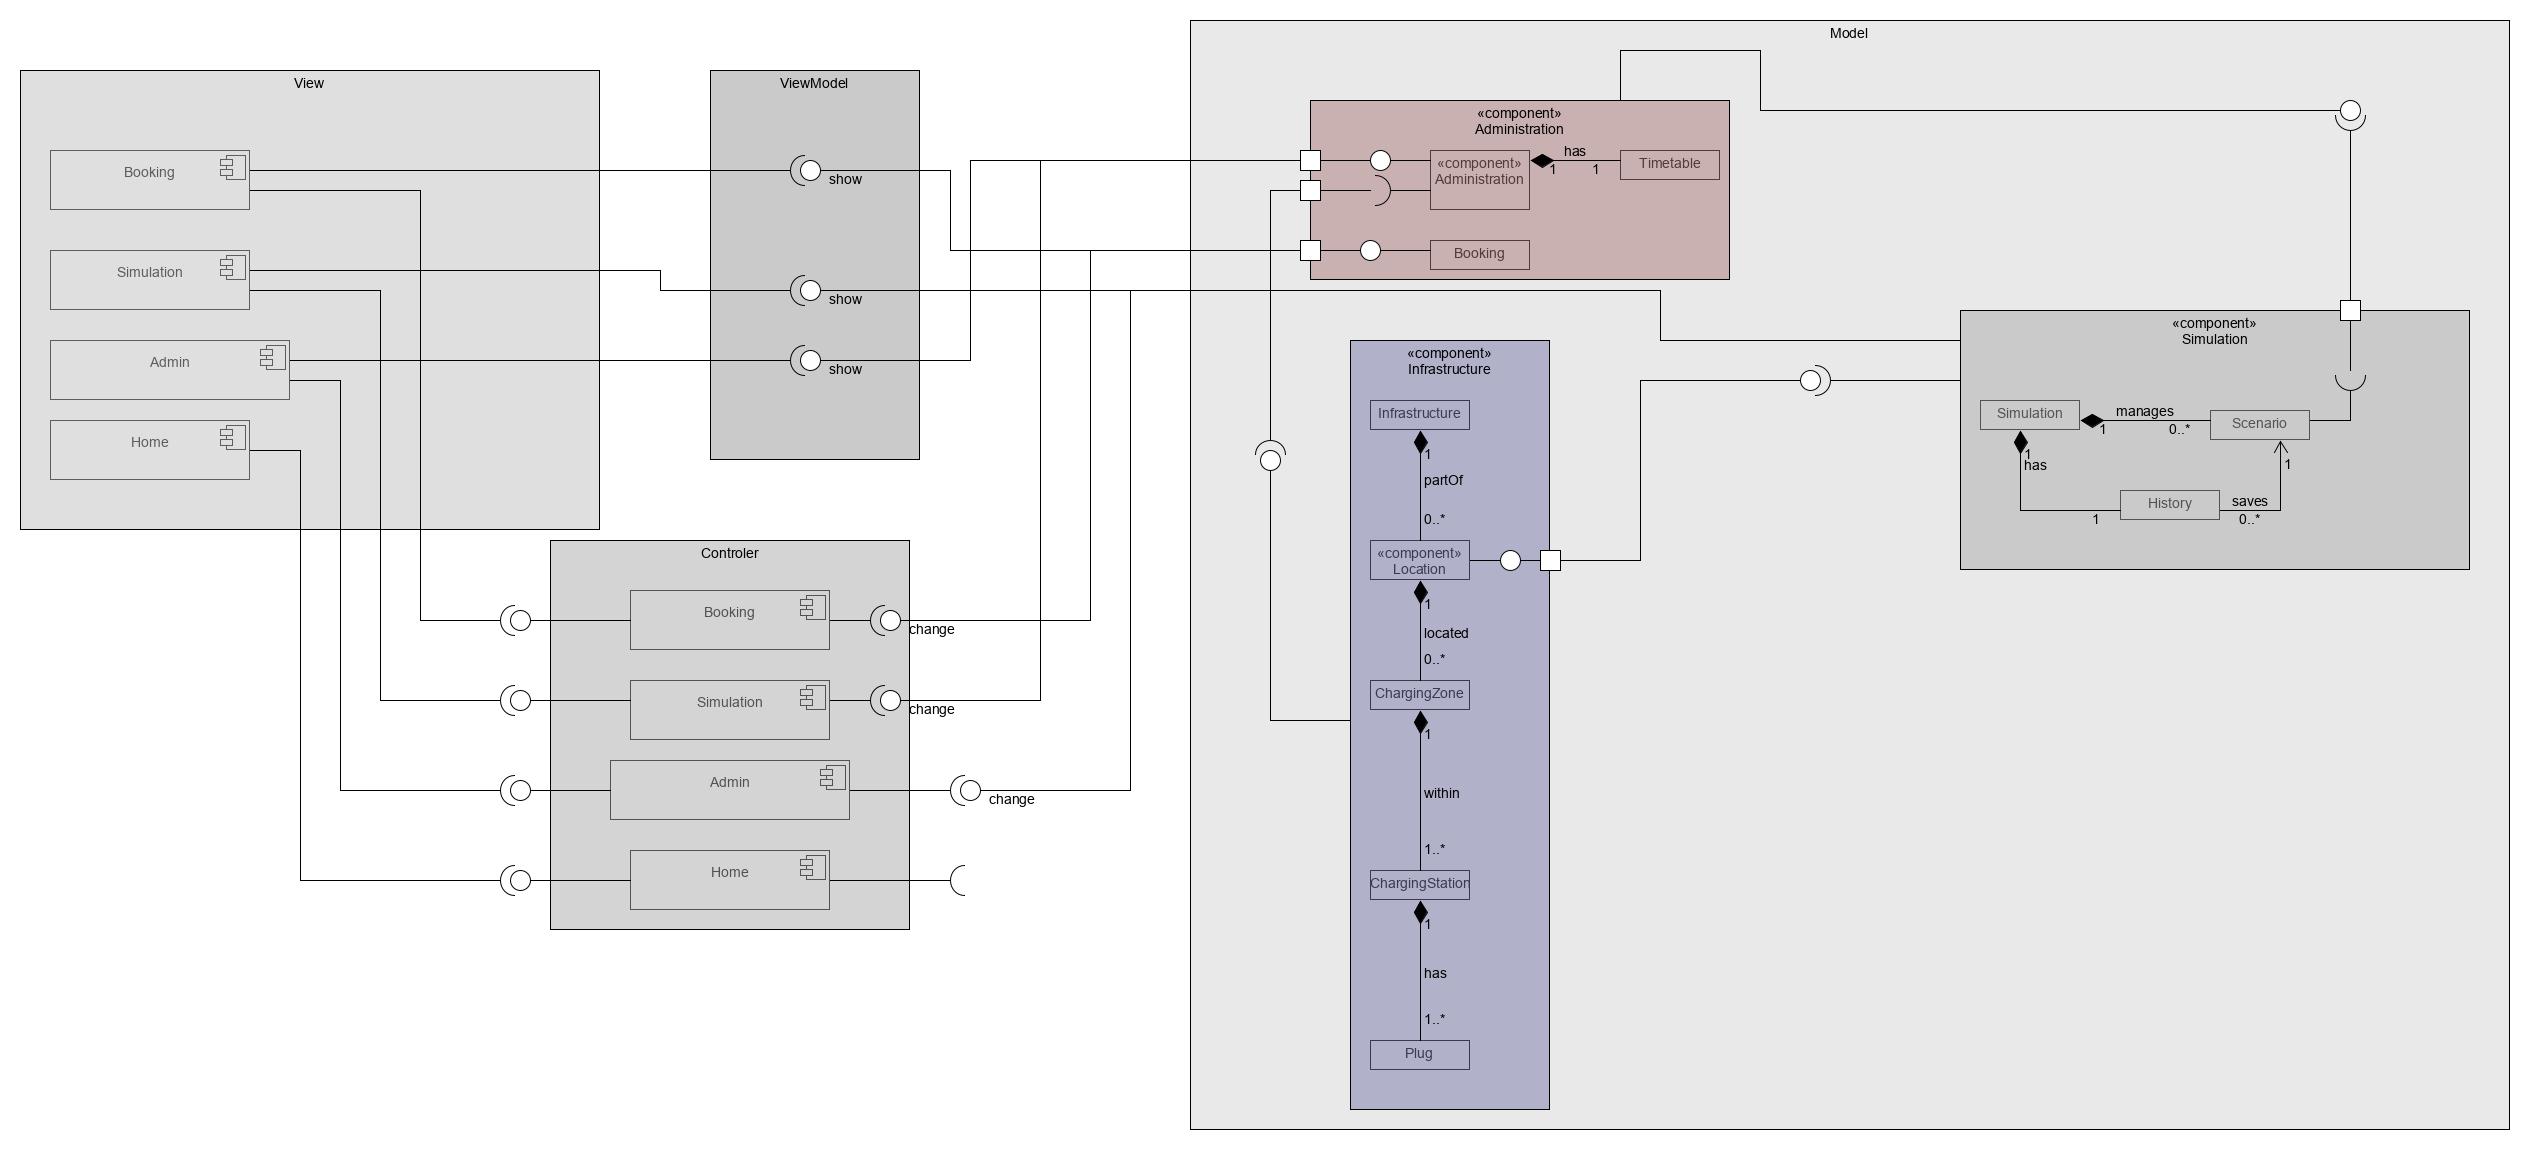 Model
View
ViewModel
«component»
Administration
Booking
show
«component»
Administration
has
1
1
Timetable
Booking
Simulation
show
Admin
show
Home
«component»
Simulation
Simulation
manages
1
0..*
Scenario
1
has
1
History
saves
0..*
1
«component»
Infrastructure
Infrastructure
1
partOf
0..*
«component»
Location
1
located
0..*
ChargingZone
1
within
1..*
ChargingStation
1
has
1..*
Plug
Controler
Booking
change
Simulation
change
Admin
change
Home